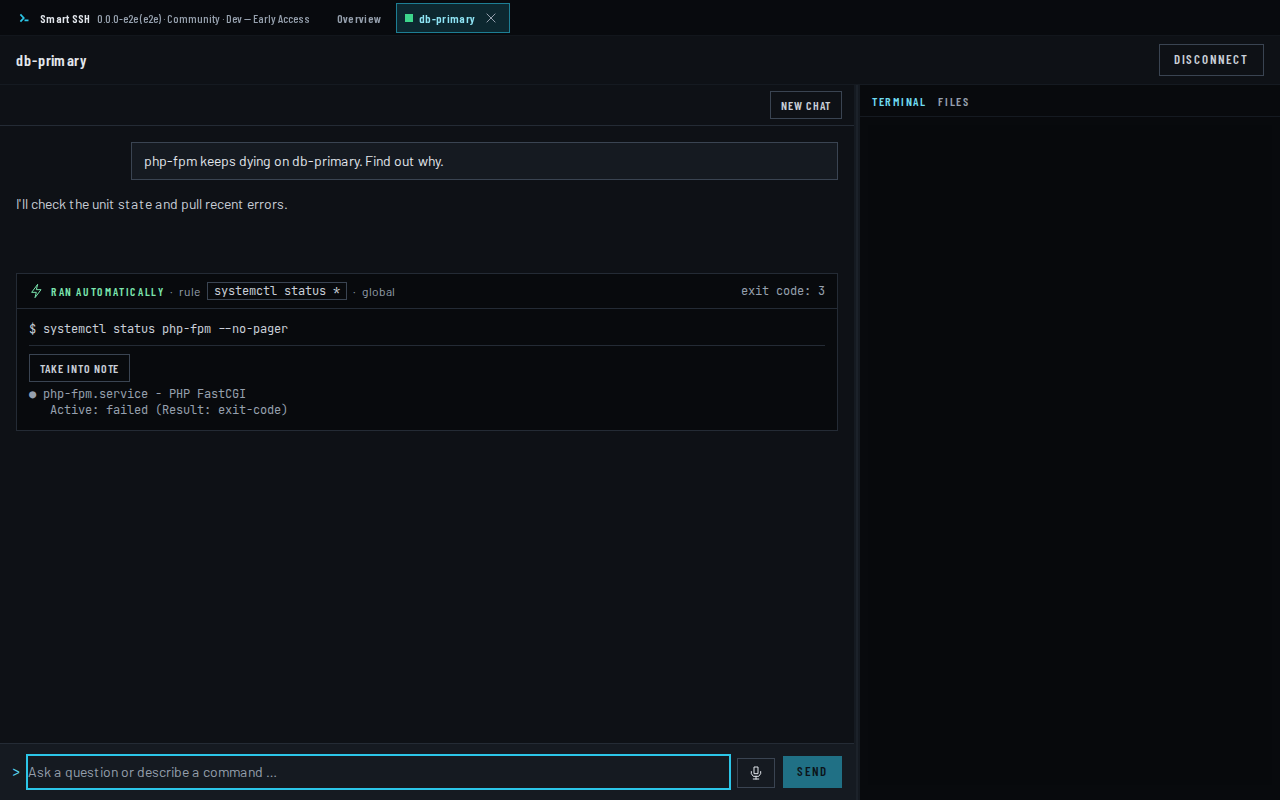 Smart SSH 0.0.0-e2e (e2e) · Community · Dev — Early Access Overview db-primary
db-primary DISCONNECT
NEW CHAT
TERMINAL FILES
php-fpm keeps dying on db-primary. Find out why.
I'll check the unit state and pull recent errors.
RAN AUTOMATICALLY · rule systemctl status * · global exit code: 3
$ systemctl status php-fpm --no-pager
TAKE INTO NOTE
● php-fpm.service - PHP FastCGI
Active: failed (Result: exit-code)
> Ask a question or describe a command ... SEND